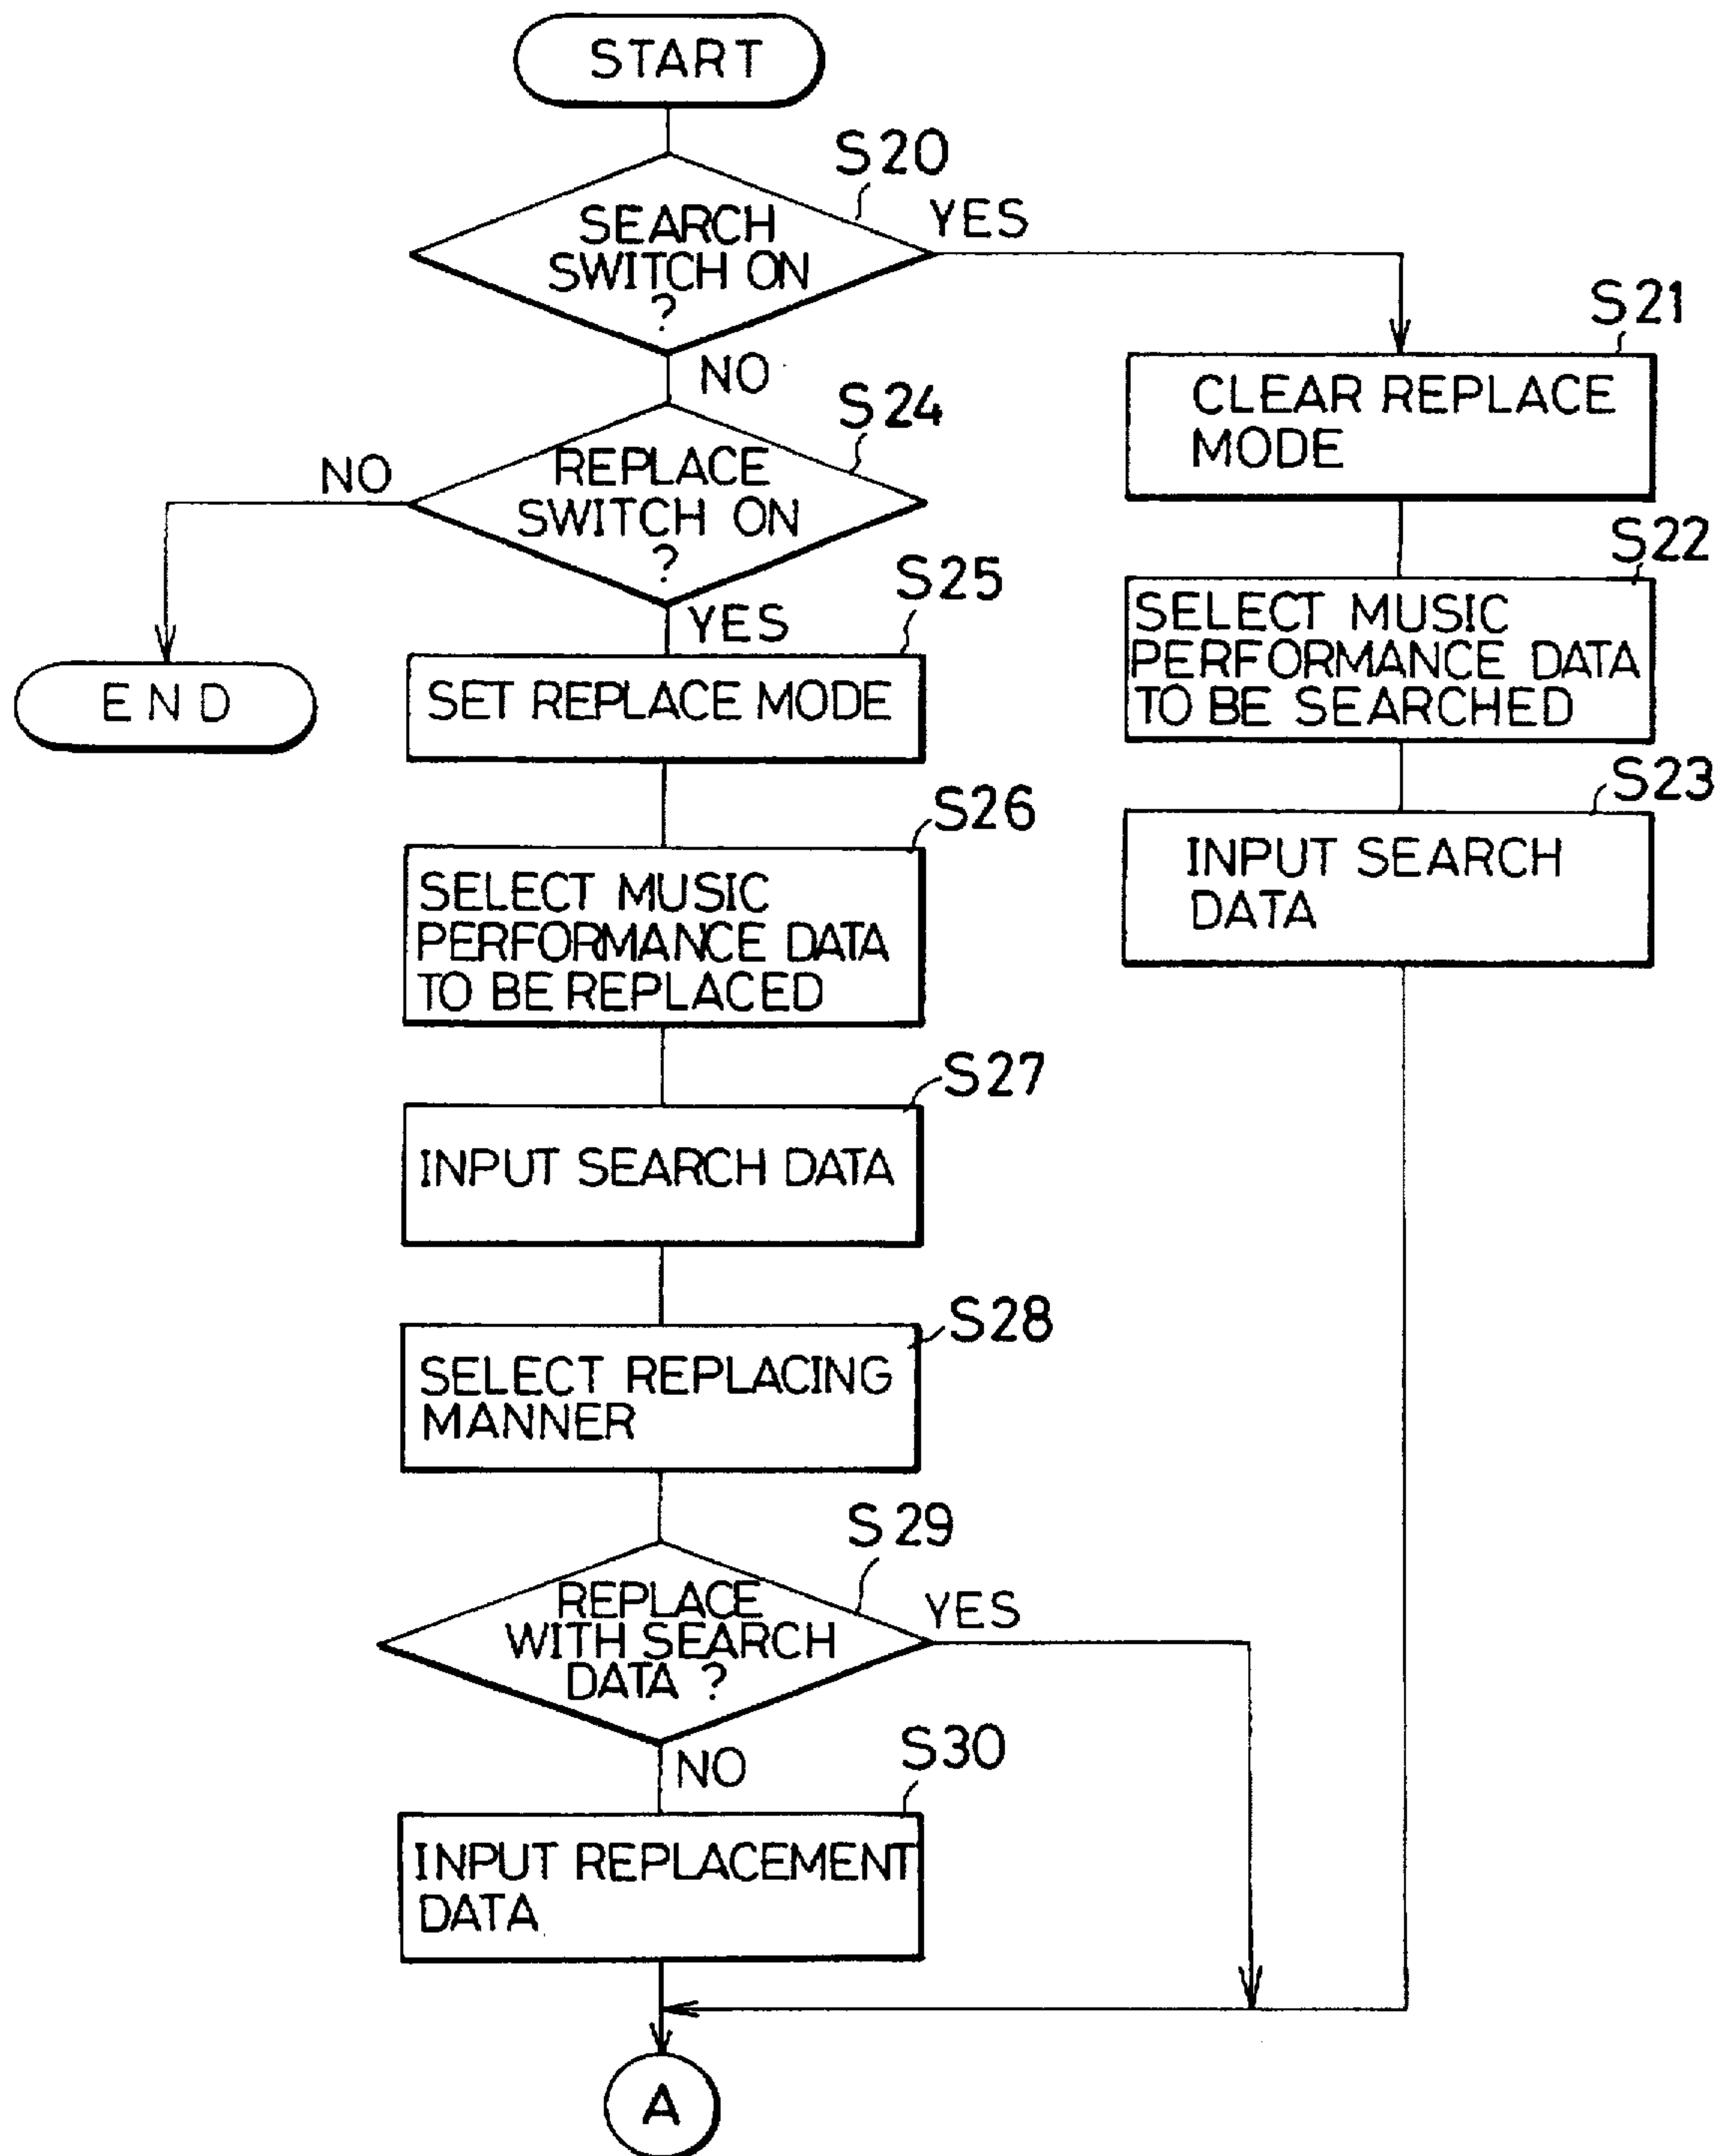 START
S20
SEARCH
SWITCH ON
?
YES
NO
S21
CLEAR REPLACE
MODE
S24
REPLACE
SWITCH ON
?
NO
YES
END
S22
SELECT MUSIC
PERFORMANCE DATA
TO BE SEARCHED
S25
SET REPLACE MODE
S23
INPUT SEARCH
DATA
S26
SELECT MUSIC
PERFORMANCE DATA
TO BE REPLACED
S27
INPUT SEARCH DATA
S28
SELECT REPLACING
MANNER
S29
REPLACE
WITH SEARCH
DATA ?
YES
NO
S30
INPUT REPLACEMENT
DATA
A